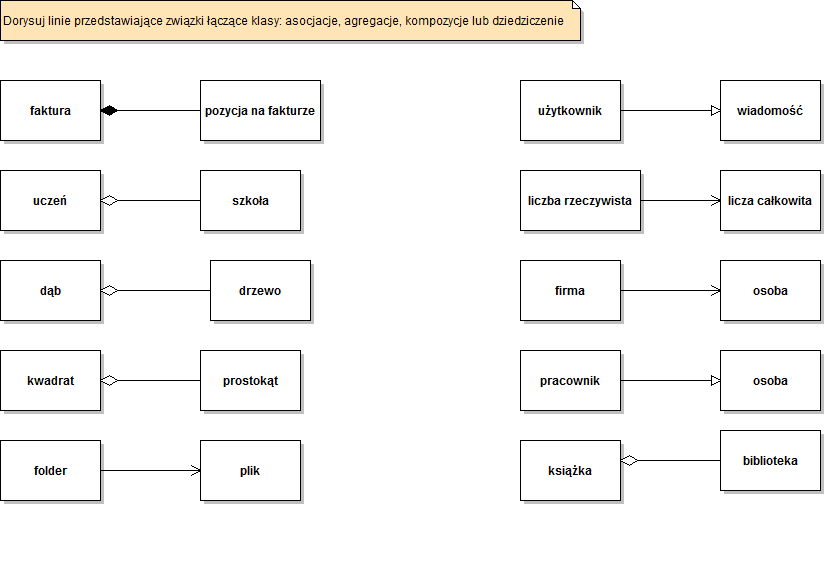 Dorysuj linie przedstawiające związki łączące klasy: asocjacje, agregacje, kompozycje lub dziedziczenie
faktura
pozycja na fakturze
użytkownik
wiadomość
uczeń
szkoła
liczba rzeczywista
licza całkowita
dąb
drzewo
firma
osoba
kwadrat
prostokąt
pracownik
osoba
folder
plik
książka
biblioteka